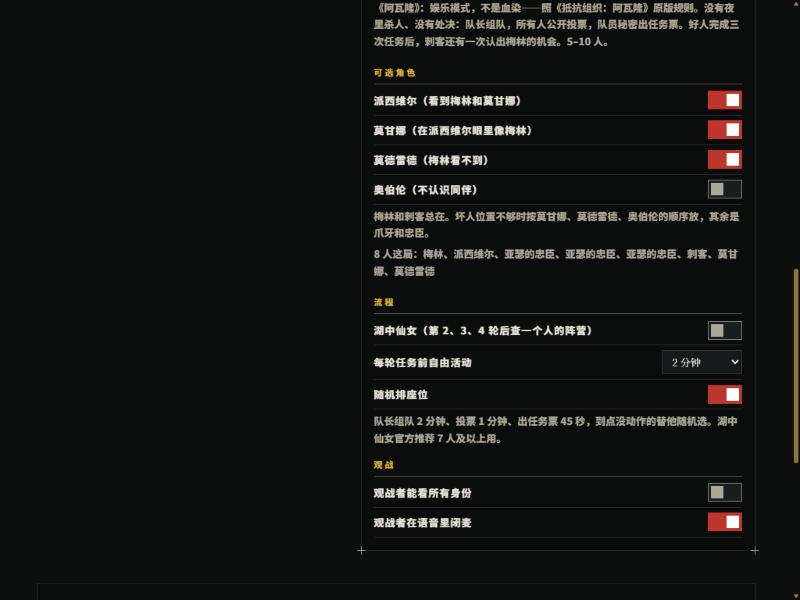 《阿瓦隆》：娱乐模式，不是血染——照《抵抗组织：阿瓦隆》原版规则。没有夜
里杀人、没有处决：队长组队，所有人公开投票，队员秘密出任务票。好人完成三
次任务后，刺客还有一次认出梅林的机会。5–10 人。
可选角色
派西维尔（看到梅林和莫甘娜）
莫甘娜（在派西维尔眼里像梅林）
莫德雷德（梅林看不到）
奥伯伦（不认识同伴）
梅林和刺客总在。坏人位置不够时按莫甘娜、莫德雷德、奥伯伦的顺序放，其余是
爪牙和忠臣。
8 人这局：梅林、派西维尔、亚瑟的忠臣、亚瑟的忠臣、亚瑟的忠臣、刺客、莫甘
娜、莫德雷德
流程
湖中仙女（第 2、3、4 轮后查一个人的阵营）
每轮任务前自由活动
2 分钟
随机排座位
队长组队 2 分钟、投票 1 分钟、出任务票 45 秒，到点没动作的替他随机选。湖中
仙女官方推荐 7 人及以上用。
观战
观战者能看所有身份
观战者在语音里闭麦